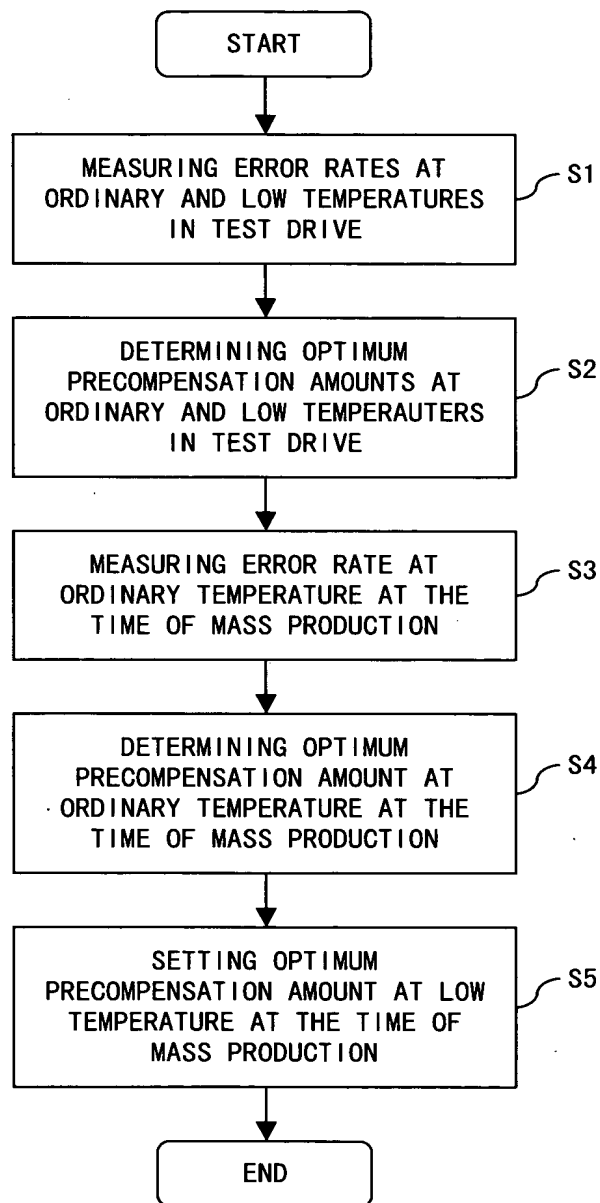 START
MEASURING ERROR RATES AT
ORDINARY AND LOW TEMPERATURES
IN TEST DRIVE
S1
DETERMINING OPTIMUM
PRECOMPENSATION AMOUNTS AT
ORDINARY AND LOW TEMPERAUTERS
IN TEST DRIVE
S2
MEASURING ERROR RATE AT
ORDINARY TEMPERATURE AT THE
TIME OF MASS PRODUCTION
S3
DETERMINING OPTIMUM
PRECOMPENSATION AMOUNT AT
ORDINARY TEMPERATURE AT THE
TIME OF MASS PRODUCTION
S4
SETTING OPTIMUM
PRECOMPENSATION AMOUNT AT LOW
TEMPERATURE AT THE TIME OF
MASS PRODUCTION
S5
END